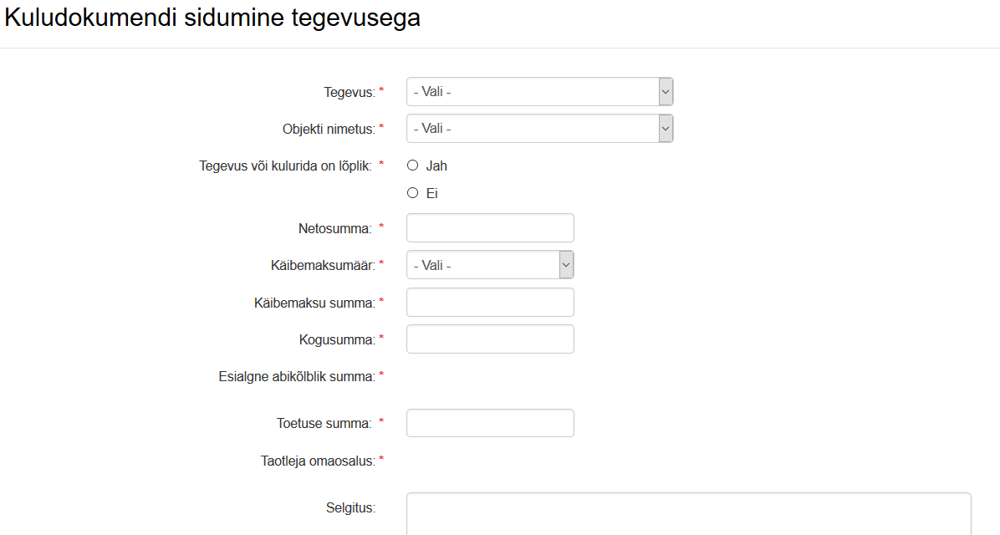 Kuludokumendi sidumine tegevusega
Tegevus: * - Vali -
Objekti nimetus: * - Vali -
Tegevus või kulurida on lõplik: * Jah
Ei
Netosumma: *
Käibemaksumäär: * - Vali -
Käibemaksu summa: *
Kogusumma: *
Esialgne abikõlblik summa: *
Toetuse summa: *
Taotleja omaosalus: *
Selgitus: